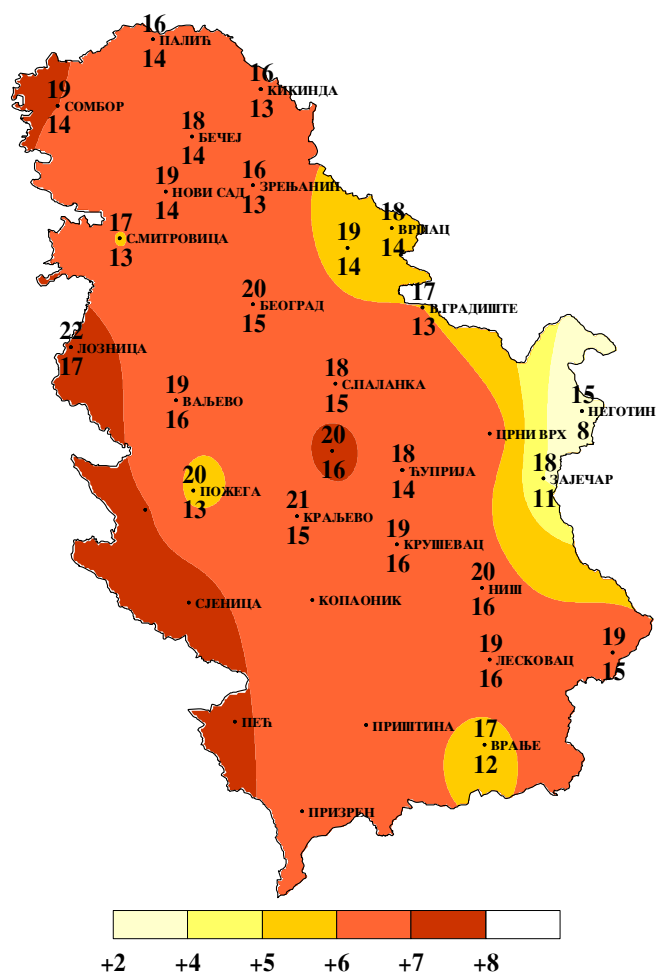 16
ПАЛИЋ
14
16
КИКИНДА
13
19
СОМБОР
14
18
БЕЧЕЈ
14
16
ЗРЕЊАНИН
13
19
НОВИ САД
14
17
С.МИТРОВИЦА
13
18
ВРШАЦ
14
19
14
20
БЕОГРАД
15
17
В.ГРАДИШТЕ
13
22
ЛОЗНИЦА
17
18
С.ПАЛАНКА
15
19
ВАЉЕВО
16
15
НЕГОТИН
8
20
16
ЦРНИ ВРХ
18
ЋУПРИЈА
14
18
ЗАЈЕЧАР
11
20
ПОЖЕГА
13
21
КРАЉЕВО
15
19
КРУШЕВАЦ
16
20
НИШ
16
СЈЕНИЦА
КОПАОНИК
19
ЛЕСКОВАЦ
16
19
15
ПЕЋ
ПРИШТИНА
17
ВРАЊЕ
12
ПРИЗРЕН
+2 +4 +5 +6 +7 +8